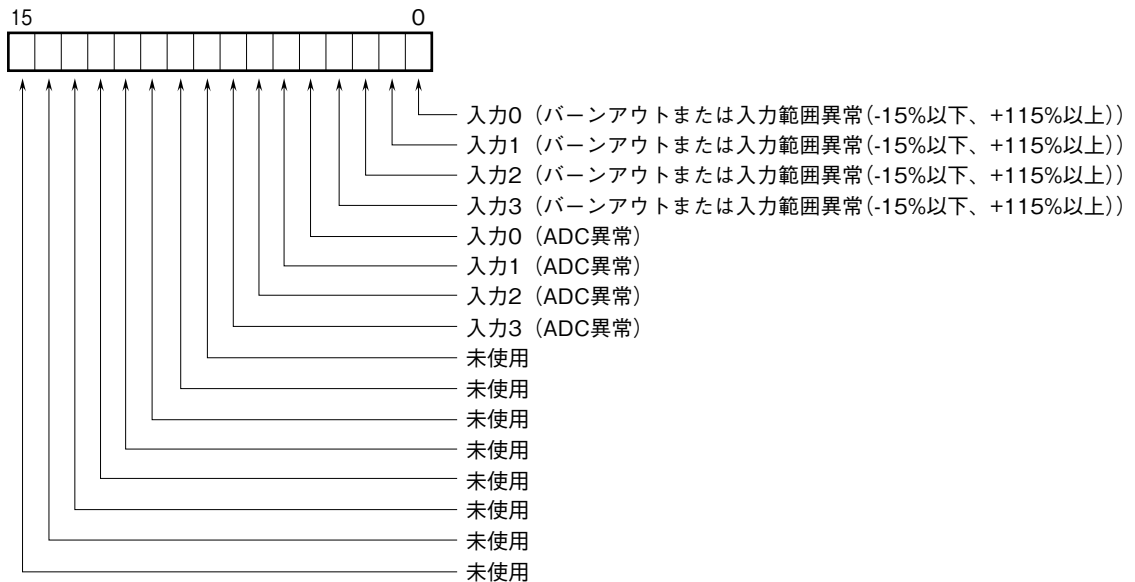 15 0
入力0（バーンアウトまたは入力範囲異常(-15%以下、+115%以上)）
入力1（バーンアウトまたは入力範囲異常(-15%以下、+115%以上)）
入力2（バーンアウトまたは入力範囲異常(-15%以下、+115%以上)）
入力3（バーンアウトまたは入力範囲異常(-15%以下、+115%以上)）
入力0（ADC異常）
入力1（ADC異常）
入力2（ADC異常）
入力3（ADC異常）
未使用
未使用
未使用
未使用
未使用
未使用
未使用
未使用